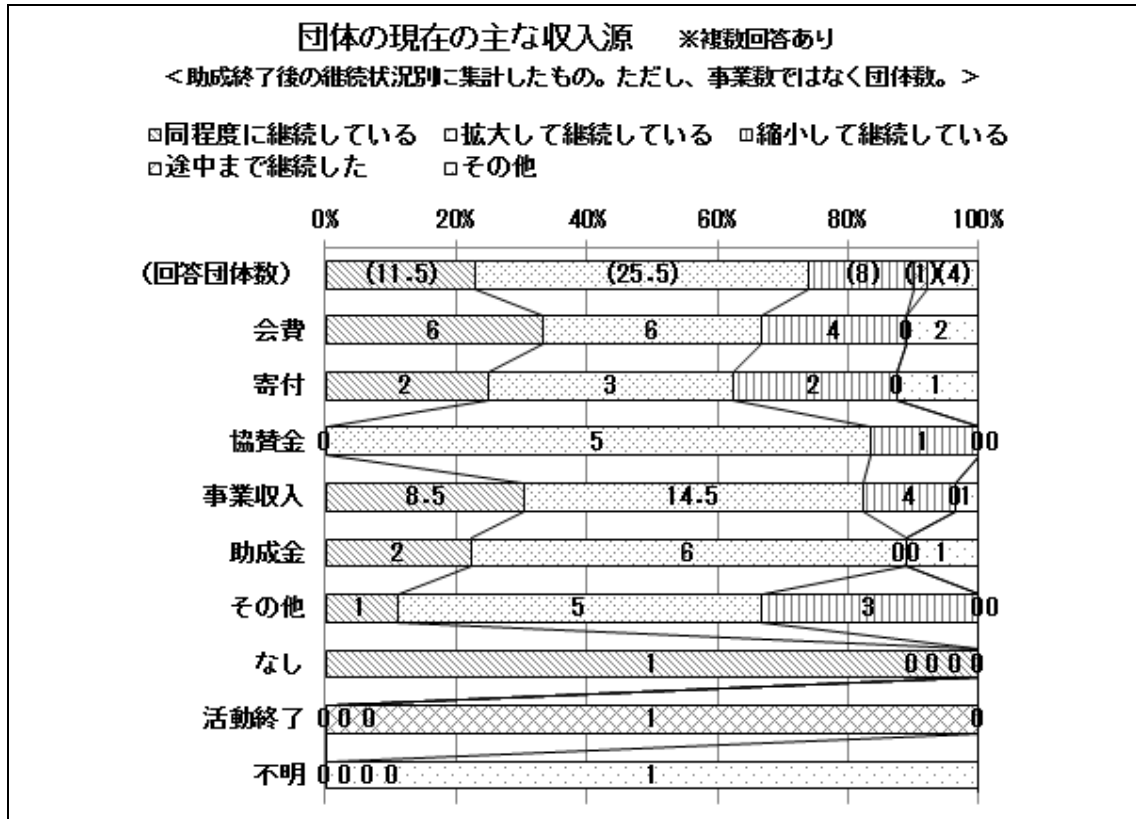 団体の現在の主な収入源 ※複数回答あり
＜助成終了後の継続状況別に集計したもの。ただし、事業数ではなく団体数。＞
同程度に継続している 拡大して継続している 縮小して継続している
途中まで継続した その他
0% 20% 40% 60% 80% 100%
(回答団体数) (11.5) (25.5) (8) (1) (4)
会費 6 6 4 0 2
寄付 2 3 2 0 1
協賛金 0 5 1 0 0
事業収入 8.5 14.5 4 0 1
助成金 2 6 0 0 1
その他 1 5 3 0 0
なし 1 0 0 0 0
活動終了 0 0 0 1 0
不明 0 0 0 0 1